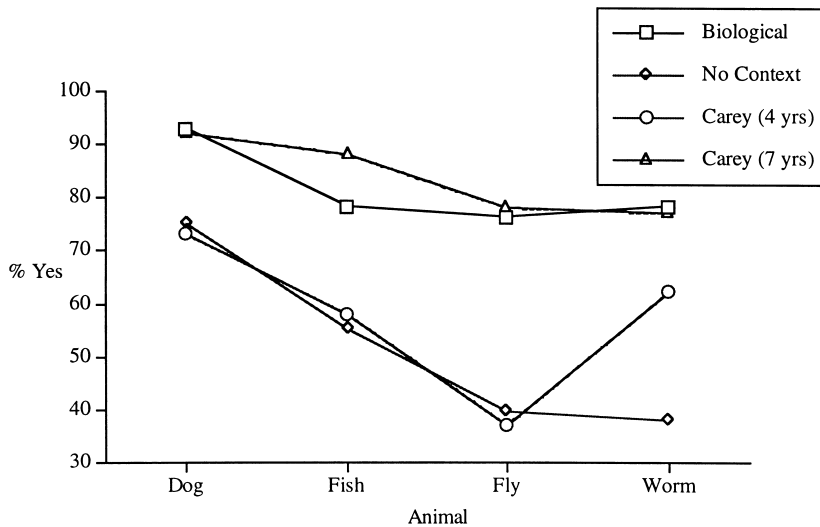 Biological
No Context
Carey (4 yrs)
Carey (7 yrs)
100
90
80
70
% Yes
60
50
40
30
Dog Fish Fly Worm
Animal